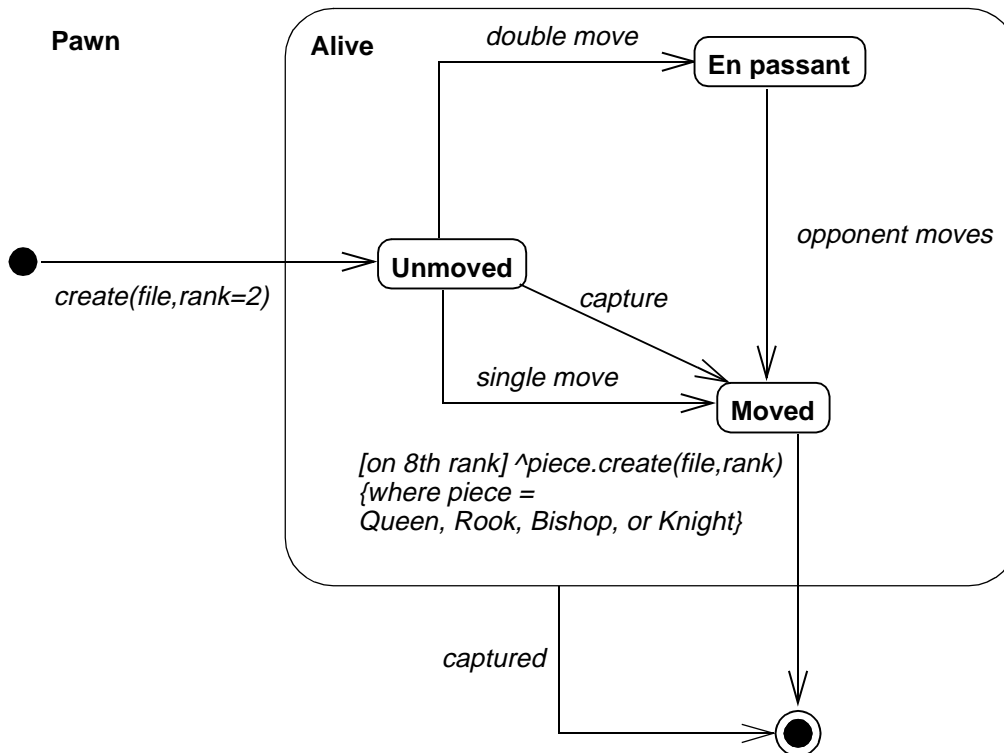 Pawn
Alive
double move
En passant
opponent moves
Unmoved
create(file,rank=2)
capture
single move
Moved
[on 8th rank] ^piece.create(file,rank)
{where piece =
Queen, Rook, Bishop, or Knight}
captured